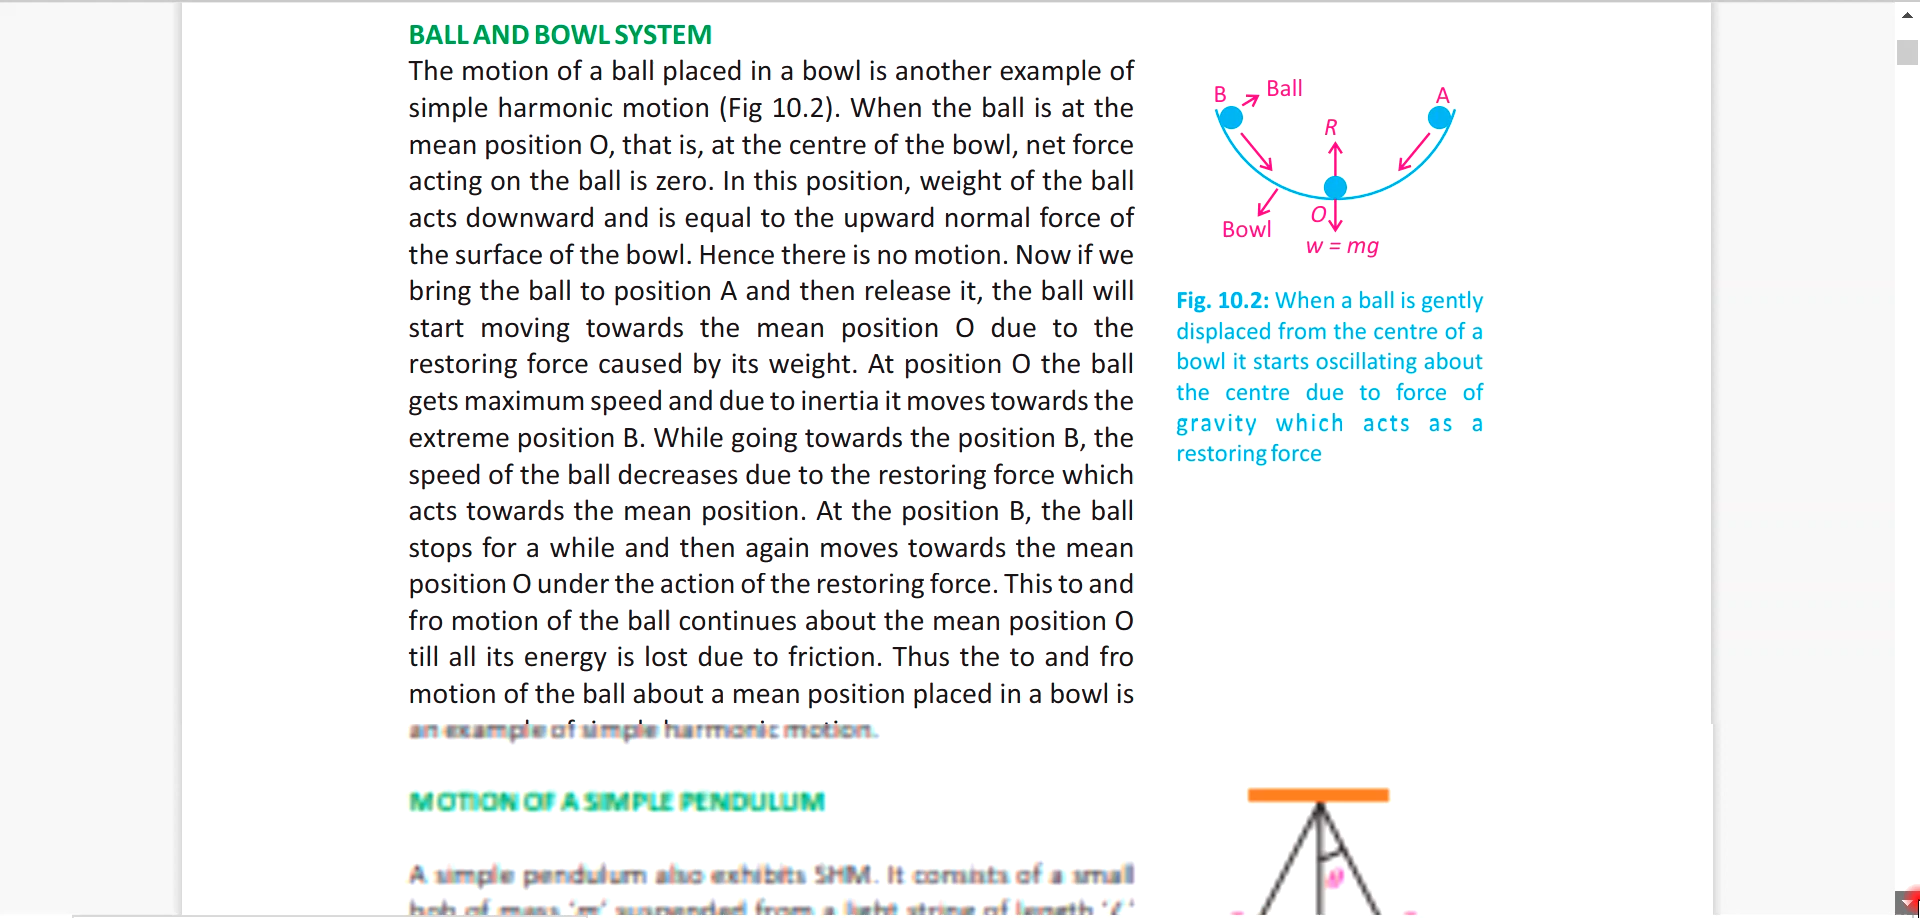 BALL AND BOWL SYSTEM
The motion of a ball placed in a bowl is another example of
simple harmonic motion (Fig 10.2). When the ball is at the
mean position O, that is, at the centre of the bowl, net force
acting on the ball is zero. In this position, weight of the ball
acts downward and is equal to the upward normal force of
the surface of the bowl. Hence there is no motion. Now if we
bring the ball to position A and then release it, the ball will
start moving towards the mean position O due to the
restoring force caused by its weight. At position O the ball
gets maximum speed and due to inertia it moves towards the
extreme position B. While going towards the position B, the
speed of the ball decreases due to the restoring force which
acts towards the mean position. At the position B, the ball
stops for a while and then again moves towards the mean
position O under the action of the restoring force. This to and
fro motion of the ball continues about the mean position O
till all its energy is lost due to friction. Thus the to and fro
motion of the ball about a mean position placed in a bowl is
an example of simple harmonic motion.
MOTION OF A SIMPLE PENDULUM
A simple pendulum also exhibits SHM. It consists of a small
bob of mass 'm' suspended from a light string of length 'l'
B
Ball
A
R
O
Bowl
w = mg
Fig. 10.2: When a ball is gently
displaced from the centre of a
bowl it starts oscillating about
the centre due to force of
gravity which acts as a
restoring force
θ